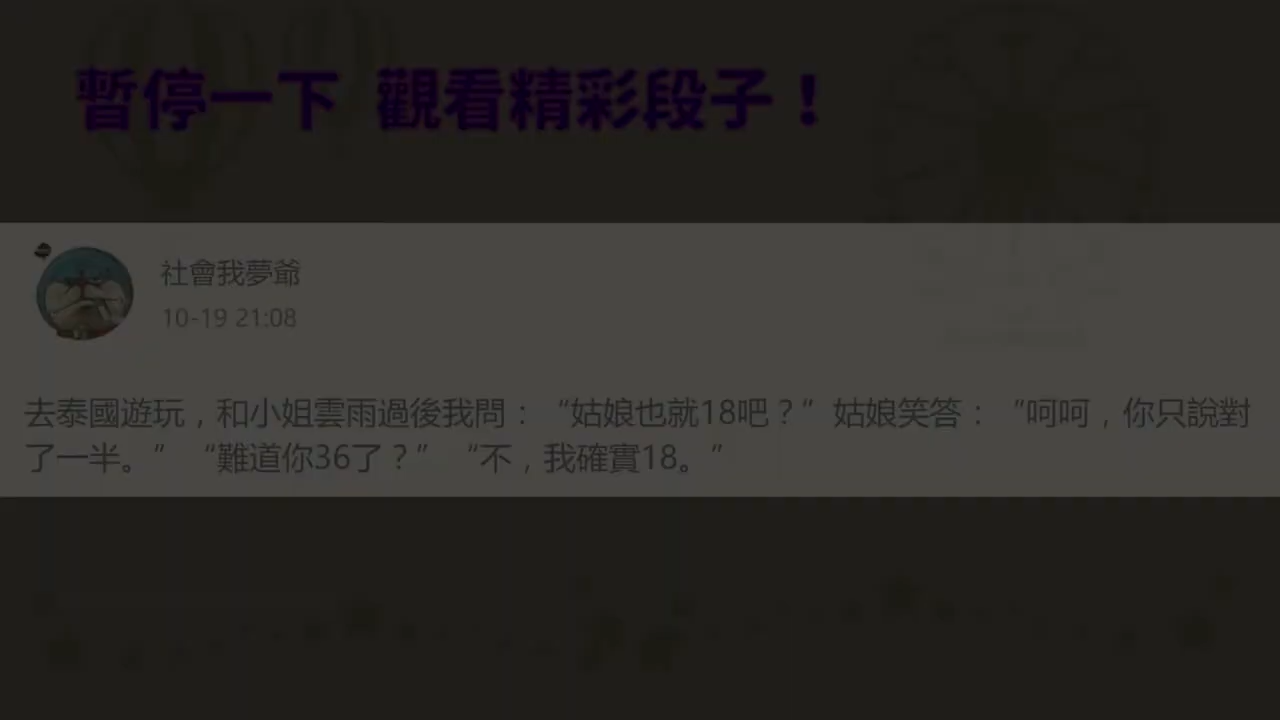 暫停一下 觀看精彩段子！
社會我夢爺
10-19 21:08
去泰國遊玩，和小姐雲雨過後我問：“姑娘也就18吧？”姑娘笑答：“呵呵，你只說對
了一半。”“難道你36了？”“不，我確實18。”